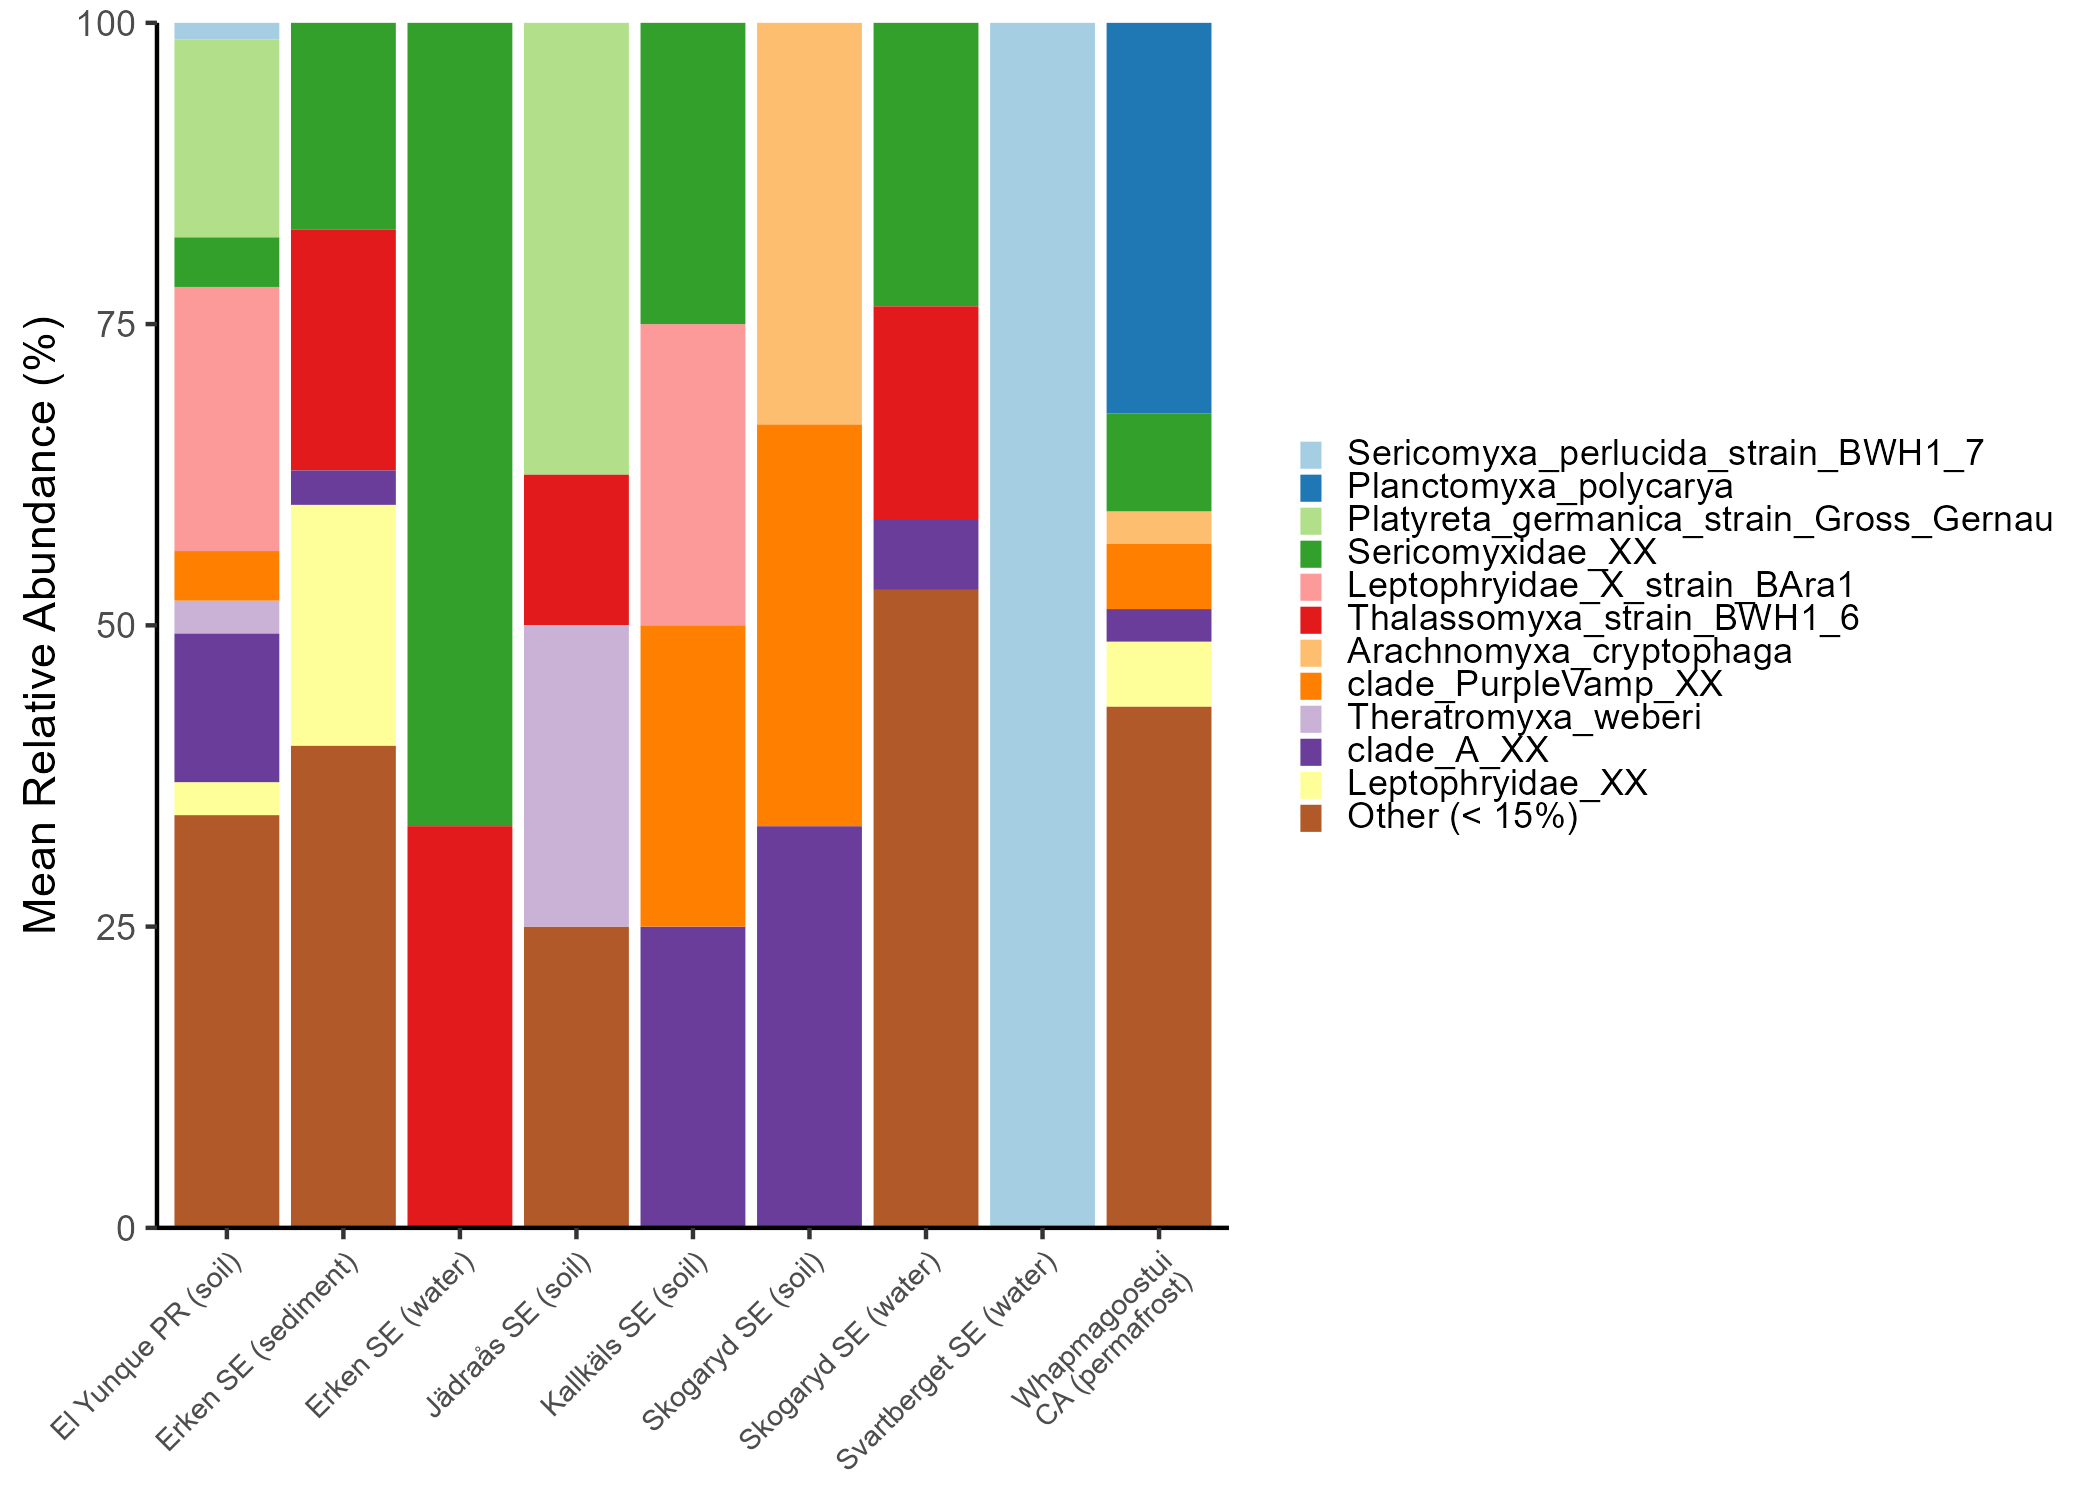 Mean Relative Abundance (%)
100
75
50
25
0
El Yunque PR (soil)
Erken SE (sediment)
Erken SE (water)
Jädraås SE (soil)
Kallkäls SE (soil)
Skogaryd SE (soil)
Skogaryd SE (water)
Svartberget SE (water)
Whapmagoostui
CA (permafrost)
Sericomyxa_perlucida_strain_BWH1_7
Planctomyxa_polycarya
Platyreta_germanica_strain_Gross_Gernau
Sericomyxidae_XX
Leptophryidae_X_strain_BAra1
Thalassomyxa_strain_BWH1_6
Arachnomyxa_cryptophaga
clade_PurpleVamp_XX
Theratromyxa_weberi
clade_A_XX
Leptophryidae_XX
Other (< 15%)